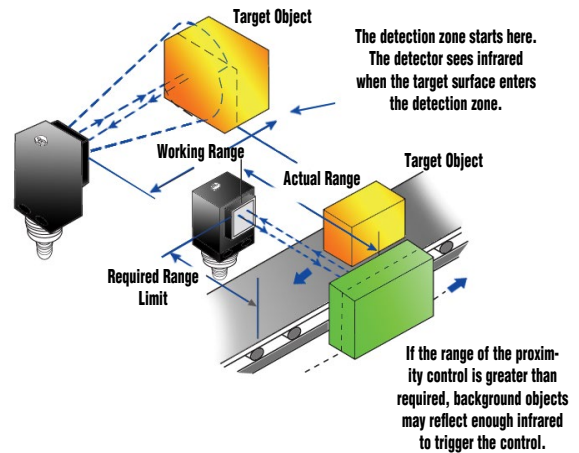 Target Object
The detection zone starts here.
The detector sees infrared
when the target surface enters
the detection zone.
Working Range
Target Object
Actual Range
Required Range
Limit
If the range of the proxim-
ity control is greater than
required, background objects
may reflect enough infrared
to trigger the control.